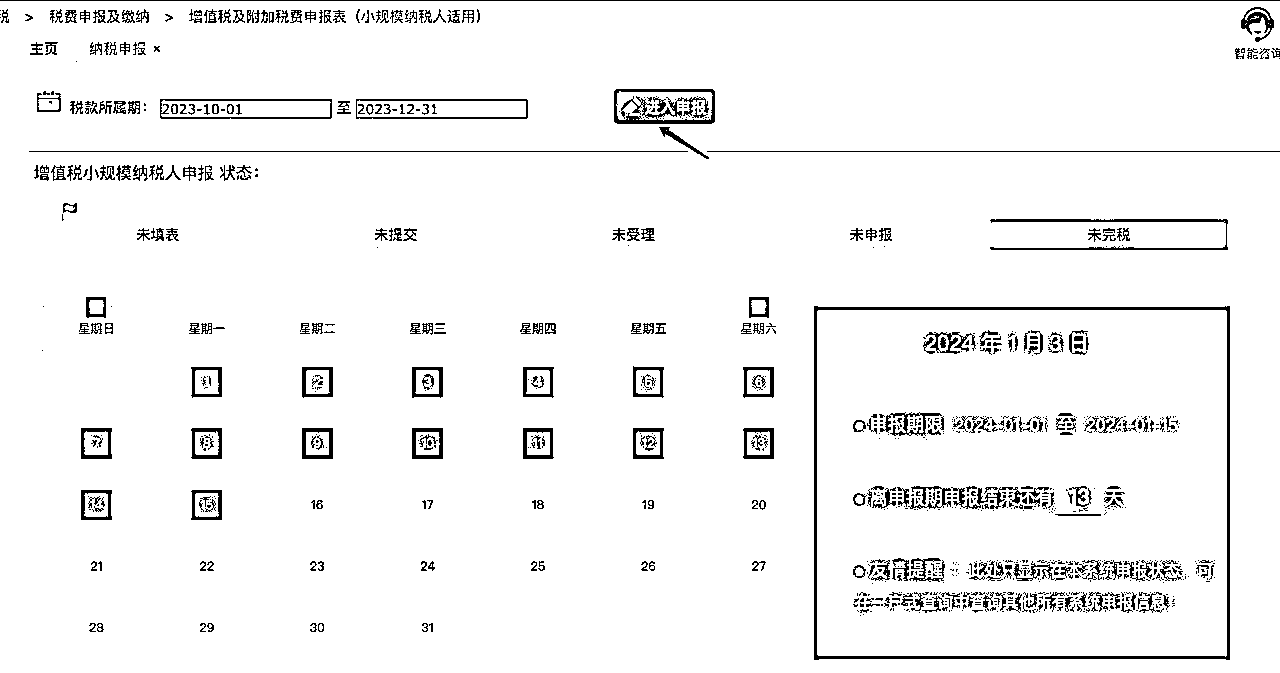 税 > 税费申报及缴纳 > 增值税及附加税费申报表（小规模纳税人适用）
智能咨询
主页 纳税申报 ×
税款所属期： 2023-10-01 至 2023-12-31 进入申报
增值税小规模纳税人申报 状态：
未填表 未提交 未受理 未申报 未完税
星期日 星期一 星期二 星期三 星期四 星期五 星期六
1 2 3 4 5 6
7 8 9 10 11 12 13
14 15 16 17 18 19 20
21 22 23 24 25 26 27
28 29 30 31
2024 年 1 月 3 日
申报期限 2024-01-01 至 2024-01-15
离申报期申报结束还有 13 天
友情提醒 ： 此处只显示在本系统申报状态，可
在一户式查询中查询其他所有系统申报信息！